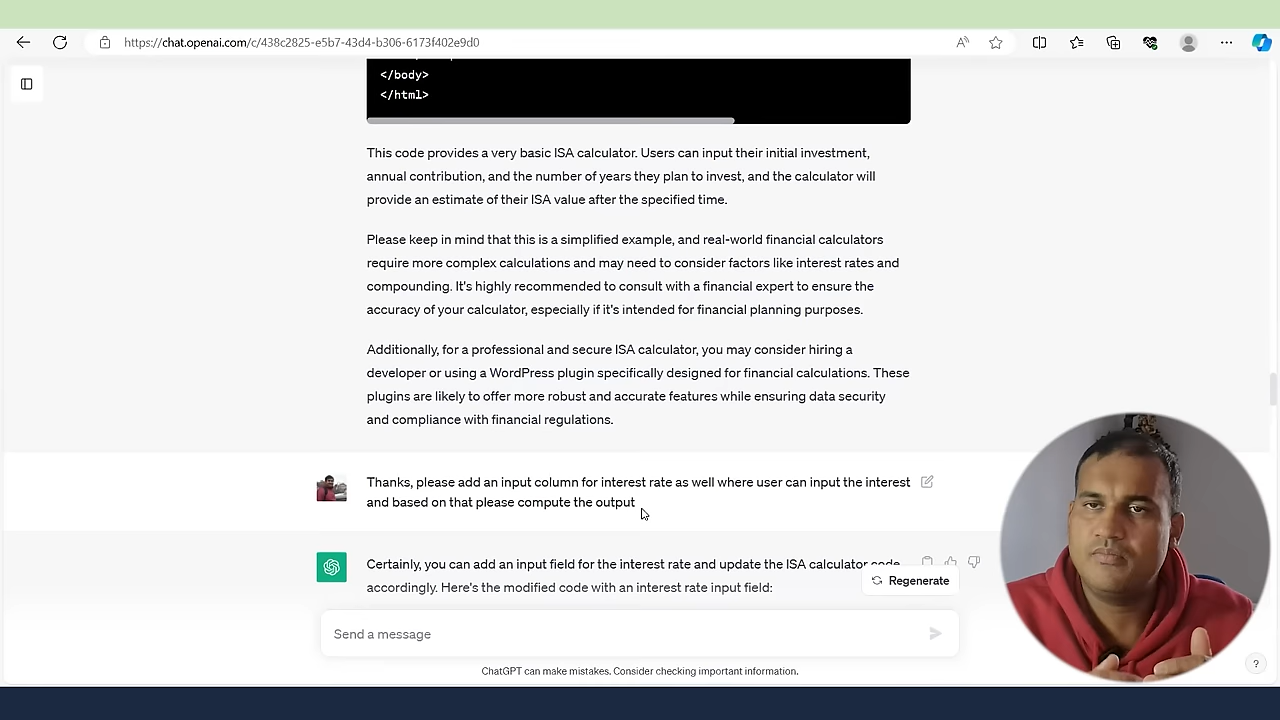 https://chat.openai.com/c/438c2825-e5b7-43d4-b306-6173f402e9d0
</body>
</html>
This code provides a very basic ISA calculator. Users can input their initial investment,
annual contribution, and the number of years they plan to invest, and the calculator will
provide an estimate of their ISA value after the specified time.
Please keep in mind that this is a simplified example, and real-world financial calculators
require more complex calculations and may need to consider factors like interest rates and
compounding. It's highly recommended to consult with a financial expert to ensure the
accuracy of your calculator, especially if it's intended for financial planning purposes.
Additionally, for a professional and secure ISA calculator, you may consider hiring a
developer or using a WordPress plugin specifically designed for financial calculations. These
plugins are likely to offer more robust and accurate features while ensuring data security
and compliance with financial regulations.
Thanks, please add an input column for interest rate as well where user can input the interest
and based on that please compute the output
Certainly, you can add an input field for the interest rate and update the ISA calculator code
accordingly. Here's the modified code with an interest rate input field:
Regenerate
Send a message
ChatGPT can make mistakes. Consider checking important information.
?